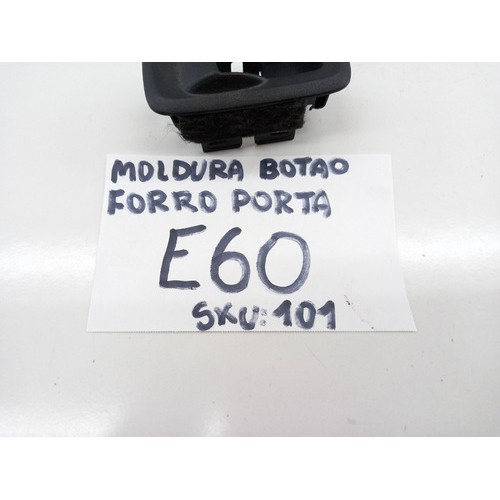 MOLDURA BOTAO
FORRO PORTA
E60
SKU:101